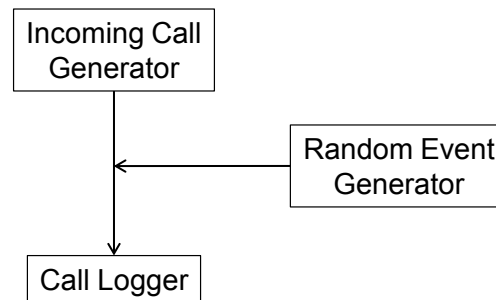 Incoming Call
Generator
Random Event
Generator
Call Logger